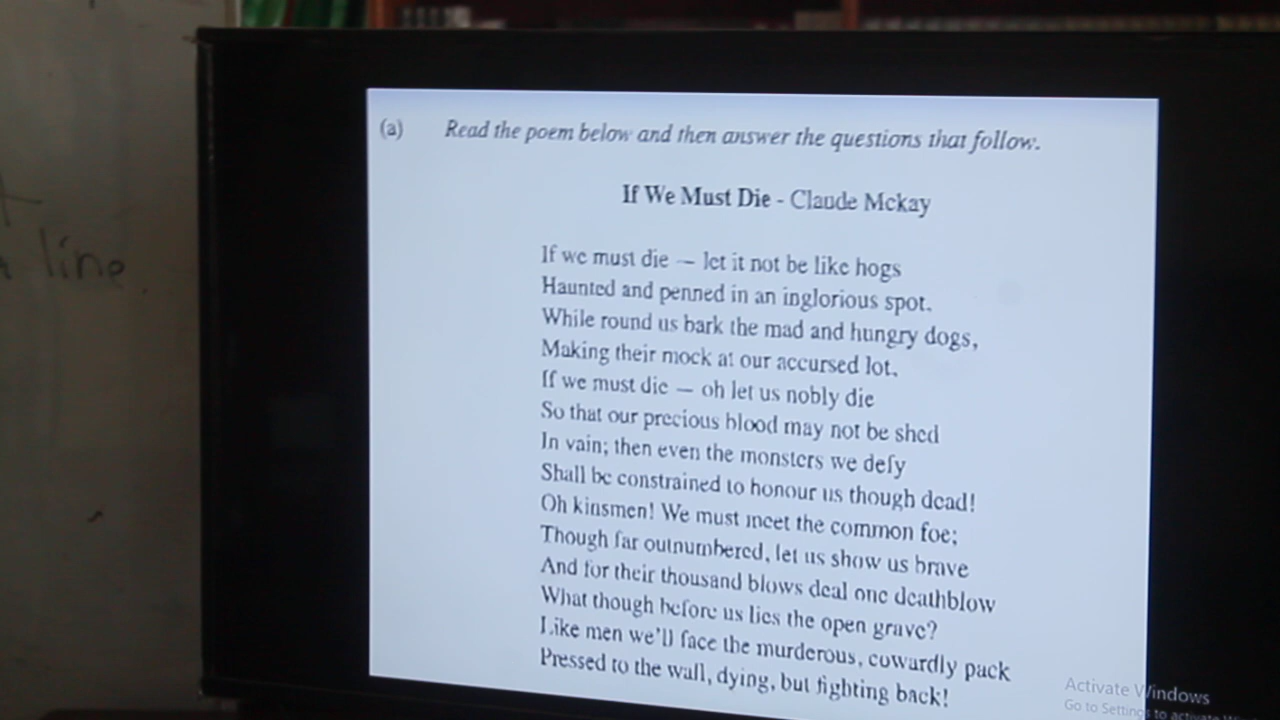 line
(a) Read the poem below and then answer the questions that follow.
If We Must Die - Claude Mckay
If we must die – let it not be like hogs
Haunted and penned in an inglorious spot.
While round us bark the mad and hungry dogs,
Making their mock at our accursed lot.
If we must die – oh let us nobly die
So that our precious blood may not be shed
In vain; then even the monsters we defy
Shall be constrained to honour us though dead!
Oh kinsmen! We must meet the common foe;
Though far outnumbered, let us show us brave
And for their thousand blows deal one deathblow
What though before us lies the open grave?
Like men we'll face the murderous, cowardly pack
Pressed to the wall, dying, but fighting back!
Activate Windows
Go to Settings to activate